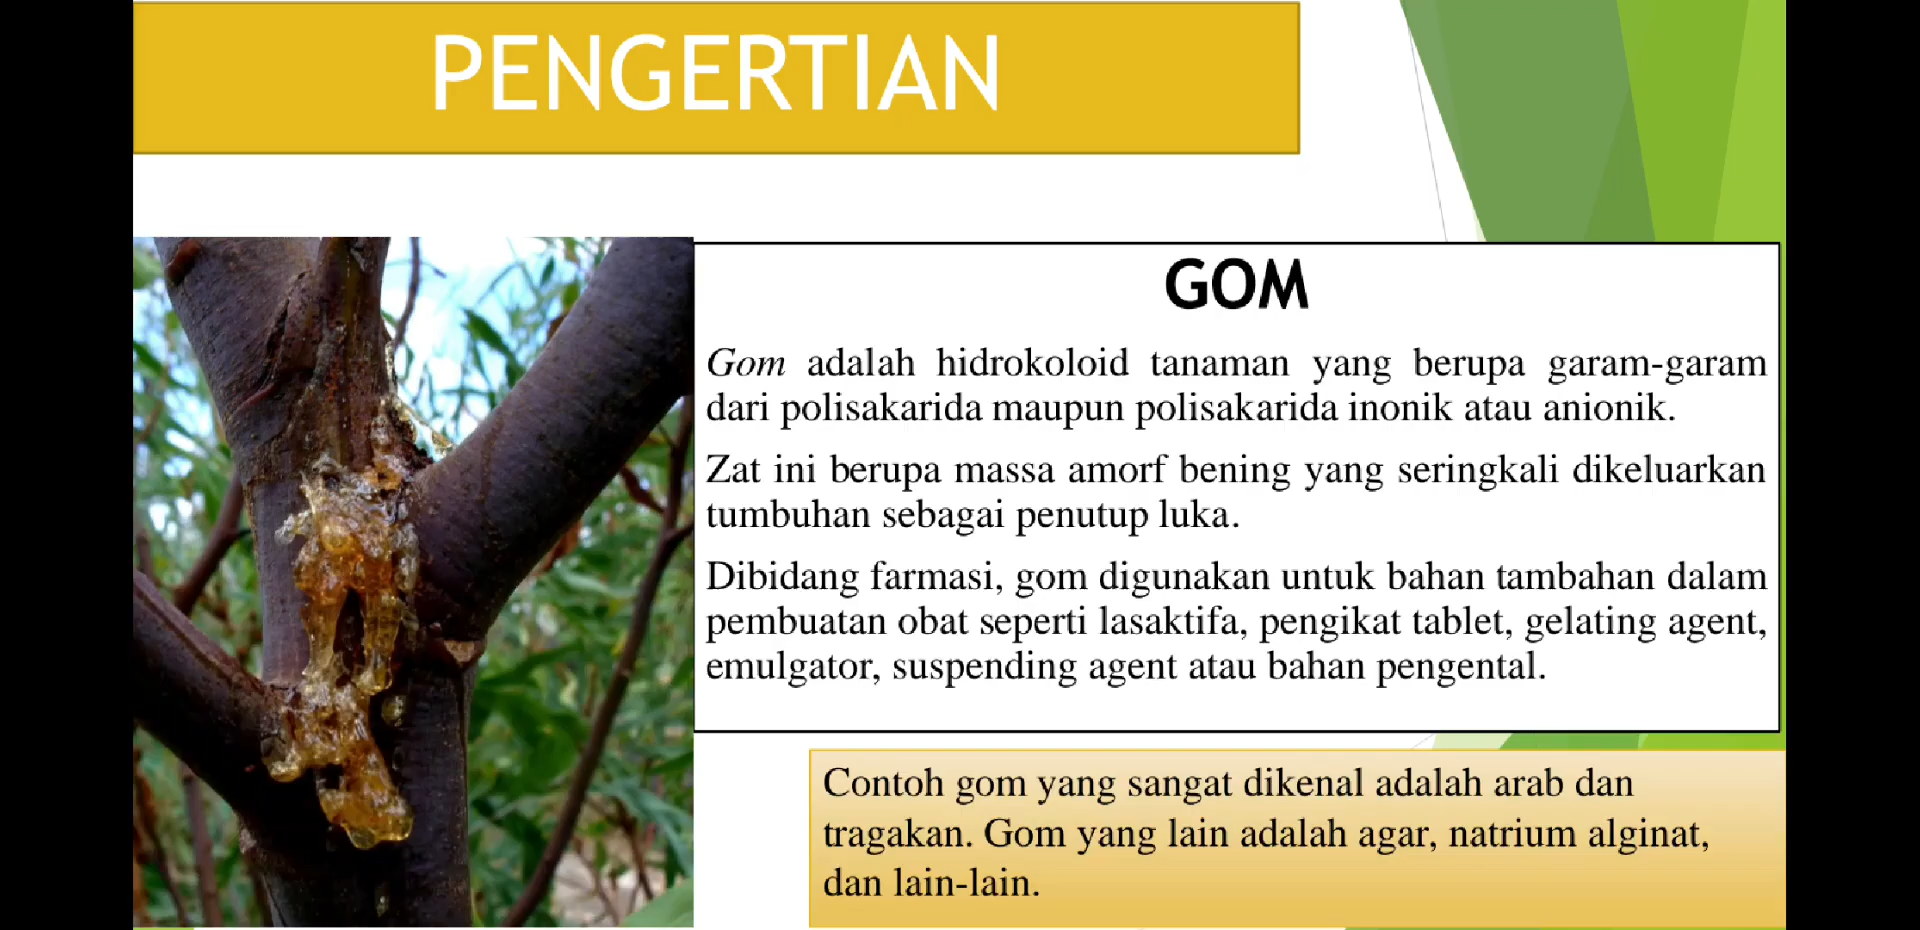 PENGERTIAN
GOM
Gom adalah hidrokoloid tanaman yang berupa garam-garam
dari polisakarida maupun polisakarida inonik atau anionik.
Zat ini berupa massa amorf bening yang seringkali dikeluarkan
tumbuhan sebagai penutup luka.
Dibidang farmasi, gom digunakan untuk bahan tambahan dalam
pembuatan obat seperti lasaktifa, pengikat tablet, gelating agent,
emulgator, suspending agent atau bahan pengental.
Contoh gom yang sangat dikenal adalah arab dan
tragakan. Gom yang lain adalah agar, natrium alginat,
dan lain-lain.